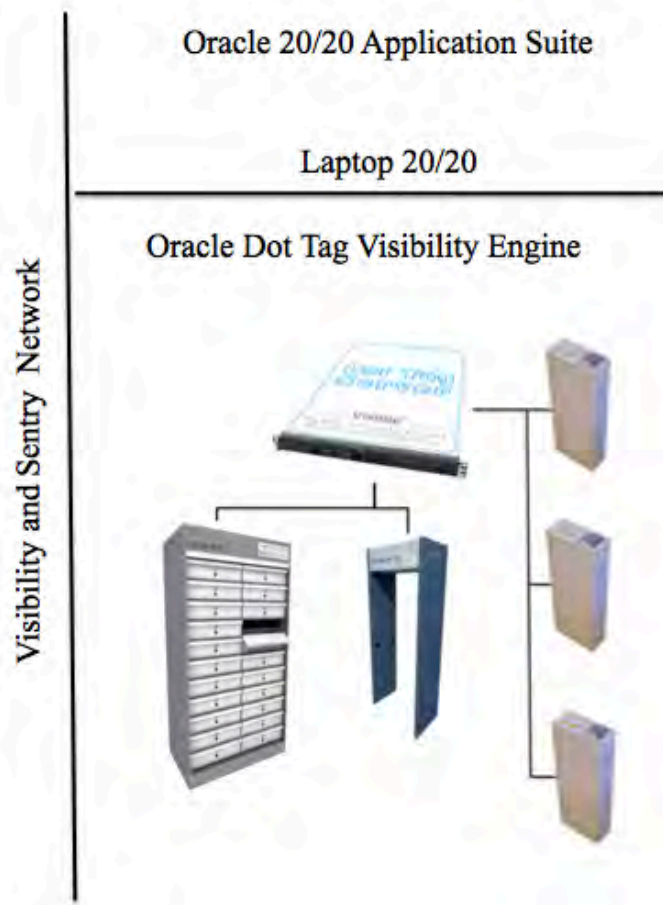 Oracle 20/20 Application Suite
Laptop 20/20
Oracle Dot Tag Visibility Engine
Visibility and Sentry Network